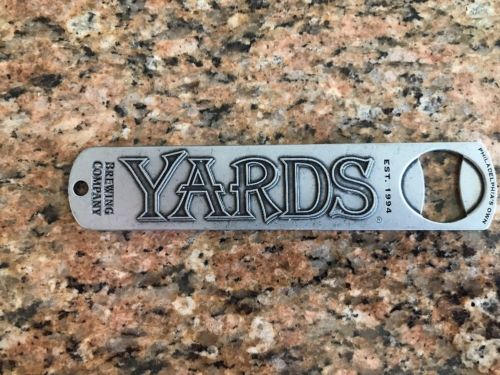 BREWING
COMPANY
YARDS
®
EST. 1994
PHILADELPHIA'S OWN